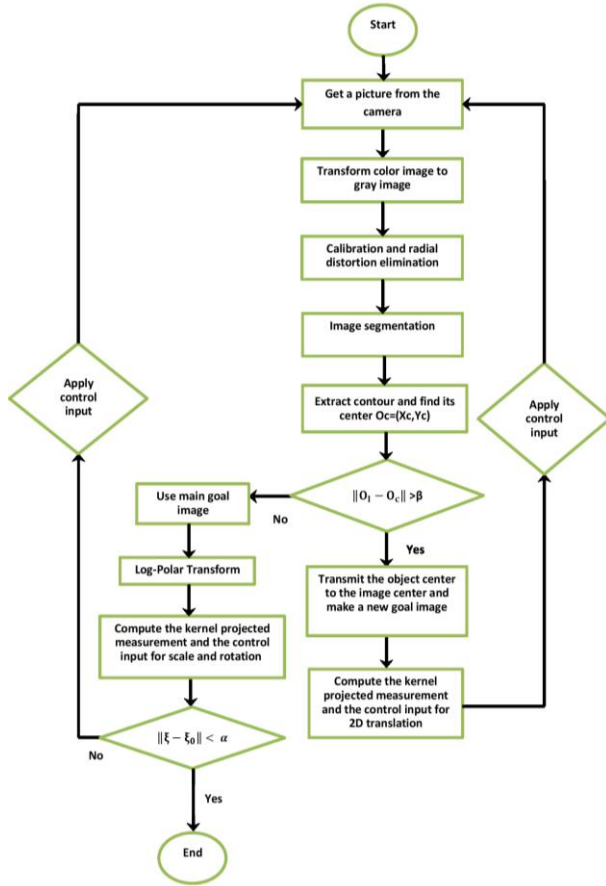 Start
Get a picture from the
camera
Transform color image to
gray image
Calibration and radial
distortion elimination
Image segmentation
Extract contour and find its
center Oc=(Xc,Yc)
Apply
control
input
Apply
control
input
‖O_I − O_c‖ >β
No
Yes
Use main goal
image
Log-Polar Transform
Compute the kernel projected
measurement and the control
input for scale and rotation
Transmit the object center
to the image center and
make a new goal image
Compute the kernel
projected measurement
and the control input for
2D translation
‖ξ − ξ₀‖ < α
No
Yes
End